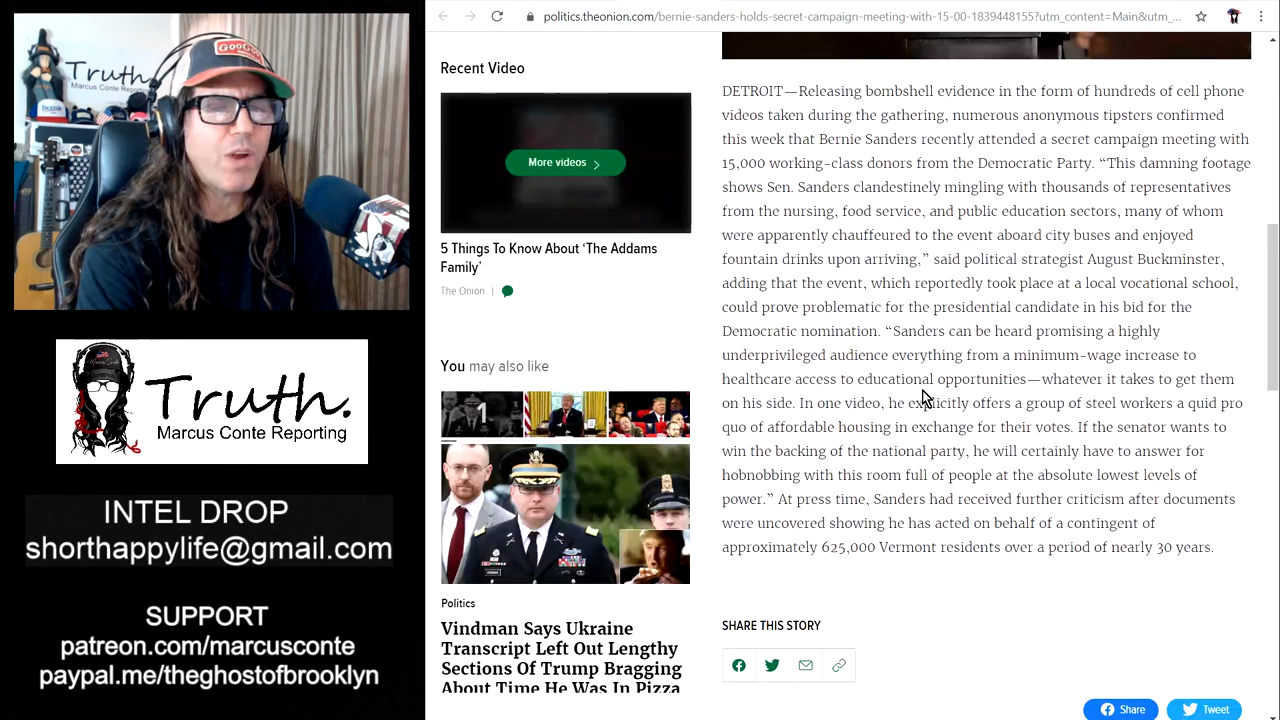 GOOGOO
Truth.
MARCUS CONTE REPORTING
Truth.
Marcus Conte Reporting
INTEL DROP
shorthappylife@gmail.com
SUPPORT
patreon.com/marcusconte
paypal.me/theghostofbrooklyn
politics.theonion.com/bernie-sanders-holds-secret-campaign-meeting-with-15-00-1839448155?utm_content=Main&utm_...
Recent Video
More videos
5 Things To Know About ‘The Addams
Family’
The Onion |
You may also like
1
Politics
Vindman Says Ukraine
Transcript Left Out Lengthy
Sections Of Trump Bragging
About Time He Was In Pizza
DETROIT—Releasing bombshell evidence in the form of hundreds of cell phone
videos taken during the gathering, numerous anonymous tipsters confirmed
this week that Bernie Sanders recently attended a secret campaign meeting with
15,000 working-class donors from the Democratic Party. “This damning footage
shows Sen. Sanders clandestinely mingling with thousands of representatives
from the nursing, food service, and public education sectors, many of whom
were apparently chauffeured to the event aboard city buses and enjoyed
fountain drinks upon arriving,” said political strategist August Buckminster,
adding that the event, which reportedly took place at a local vocational school,
could prove problematic for the presidential candidate in his bid for the
Democratic nomination. “Sanders can be heard promising a highly
underprivileged audience everything from a minimum-wage increase to
healthcare access to educational opportunities—whatever it takes to get them
on his side. In one video, he explicitly offers a group of steel workers a quid pro
quo of affordable housing in exchange for their votes. If the senator wants to
win the backing of the national party, he will certainly have to answer for
hobnobbing with this room full of people at the absolute lowest levels of
power.” At press time, Sanders had received further criticism after documents
were uncovered showing he has acted on behalf of a contingent of
approximately 625,000 Vermont residents over a period of nearly 30 years.
SHARE THIS STORY
Share
Tweet